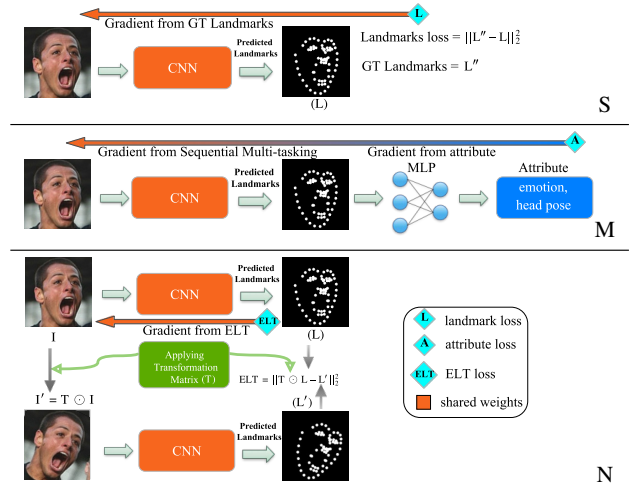 L
Gradient from GT Landmarks
CNN
Predicted
Landmarks
(L)
Landmarks loss = ||L″ − L||₂²
GT Landmarks = L″
S
A
Gradient from Sequential Multi-tasking
Gradient from attribute
CNN
Predicted
Landmarks
MLP
Attribute
emotion,
head pose
M
CNN
Predicted
Landmarks
ELT
Gradient from ELT
I
(L)
Applying
Transformation
Matrix (T)
ELT = ||T ⊙ L − L′||₂²
I′ = T ⊙ I
(L′)
CNN
Predicted
Landmarks
L landmark loss
A attribute loss
ELT ELT loss
shared weights
N